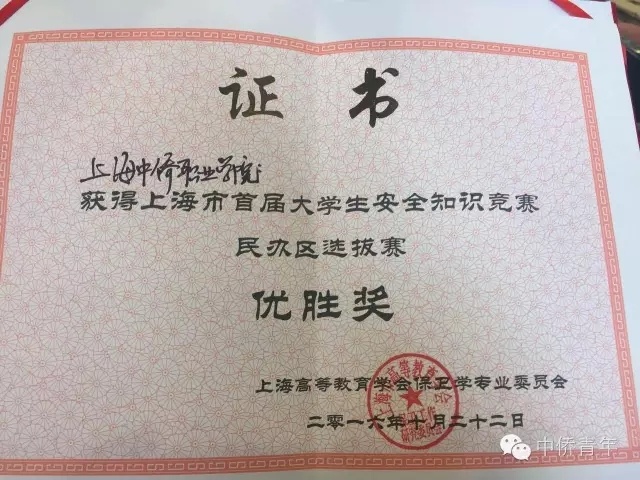 证书
上海中侨职业学院
获得上海市首届大学生安全知识竞赛
民办区选拔赛
优胜奖
上海高等教育学会保卫学专业委员会
二零一六年十月二十二日
中侨青年